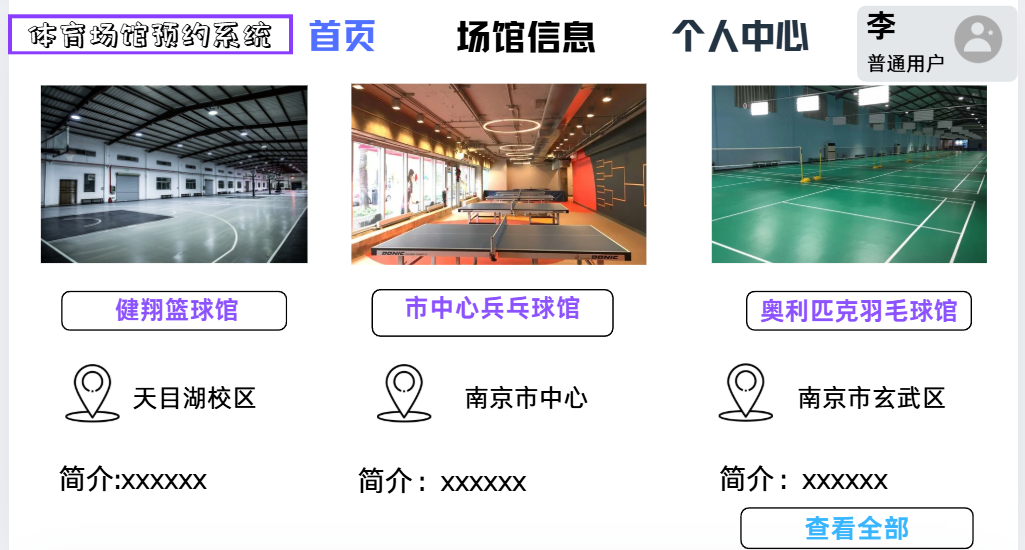 体育场馆预约系统
首页
场馆信息
个人中心
李
普通用户
DONIC
DONIC
健翔篮球馆
市中心兵乓球馆
奥利匹克羽毛球馆
天目湖校区
南京市中心
南京市玄武区
简介:xxxxxx
简介：xxxxxx
简介：xxxxxx
查看全部